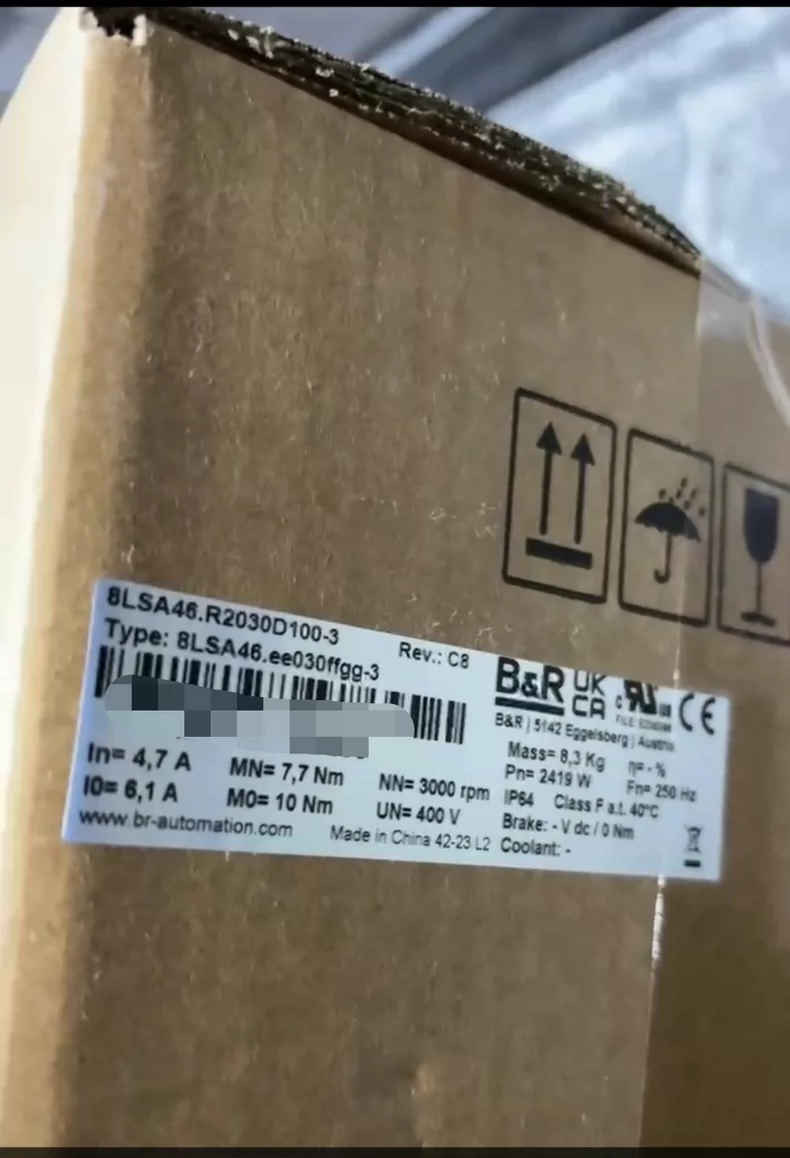 8LSA46.R2030D100-3 Rev.: C8
Type: 8LSA46.ee030ffgg-3
B&R UK CA c UL us CE
FILE:
B&R | 5142 Eggelsberg | Austria
In= 4,7 A MN= 7,7 Nm NN= 3000 rpm
I0= 6,1 A M0= 10 Nm UN= 400 V
www.br-automation.com Made in China 42-23 L2
Mass= 8,3 Kg η= - %
Pn= 2419 W Fn= 250 Hz
IP64 Class F a.t. 40°C
Brake: - V dc / 0 Nm
Coolant: -